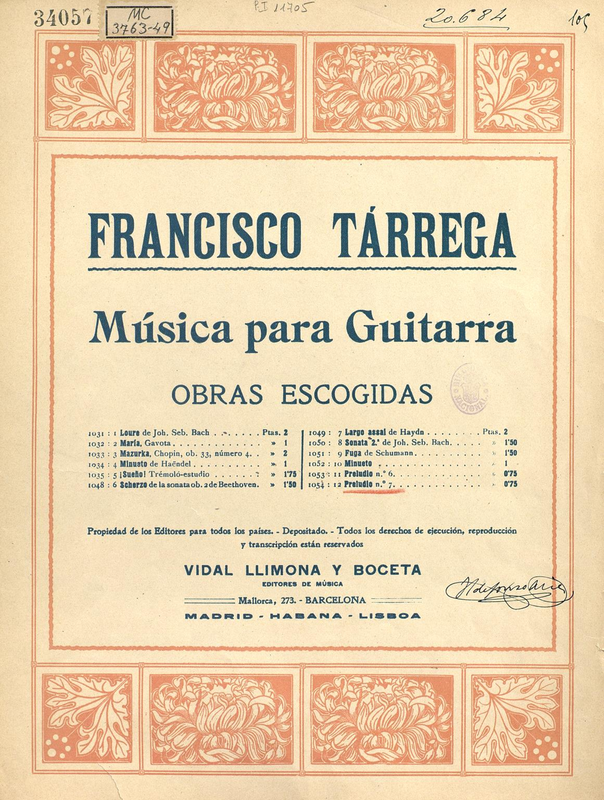 34057
MC
3763-49
PI 11705
20.684
105
FRANCISCO TÁRREGA
Música para Guitarra
OBRAS ESCOGIDAS
1031 : 1 Loure de Joh. Seb. Bach . . . . . Ptas. 2
1032 : 2 María, Gavota . . . . . . . . . . » 1
1033 : 3 Mazurka, Chopin, ob. 33, número 4. . » 2
1034 : 4 Minueto de Haëndel . . . . . . . . » 1
1035 : 5 ¡Sueño! Trémoló-estudio . . . . . . » 1'75
1048 : 6 Scherzo de la sonata ob. 2 de Beethoven. » 1'50
1049 : 7 Largo assai de Haydn . . . . . . . Ptas. 2
1050 : 8 Sonata 2.ª de Joh. Seb. Bach. . . . » 1'50
1051 : 9 Fuga de Schumann. . . . . . . . . » 1'50
1052 : 10 Minueto . . . . . . . . . . . . » 1
1053 : 11 Preludio n.º 6. . . . . . . . . . » 0'75
1054 : 12 Preludio n.º 7. . . . . . . . . . » 0'75
Propiedad de los Editores para todos los países. - Depositado. - Todos los derechos de ejecución, reproducción
y transcripción están reservados
VIDAL LLIMONA Y BOCETA
EDITORES DE MÚSICA
Mallorca, 273. - BARCELONA
MADRID - HABANA - LISBOA